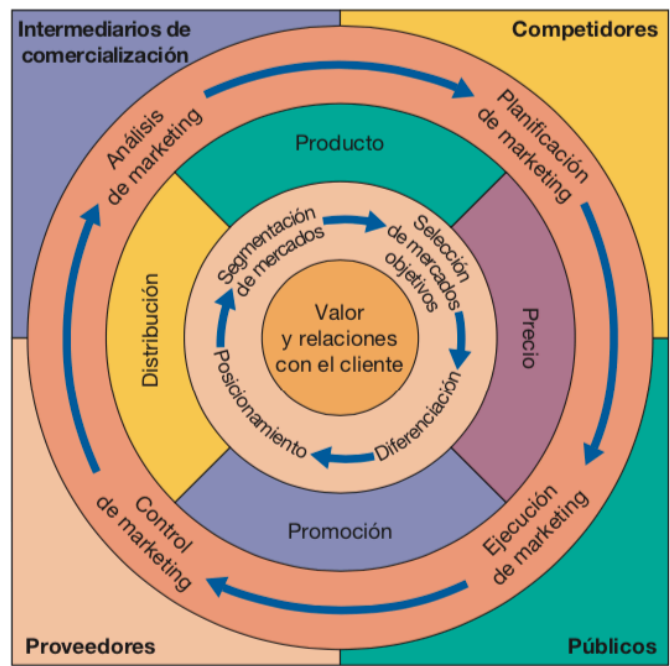 Intermediarios de
comercialización
Competidores
Análisis
de marketing
Planificación
de marketing
Producto
Segmentación
de mercados
Selección
de mercados
objetivos
Distribución
Valor
y relaciones
con el cliente
Precio
Posicionamiento
Diferenciación
Promoción
Control
de marketing
Ejecución
de marketing
Proveedores
Públicos